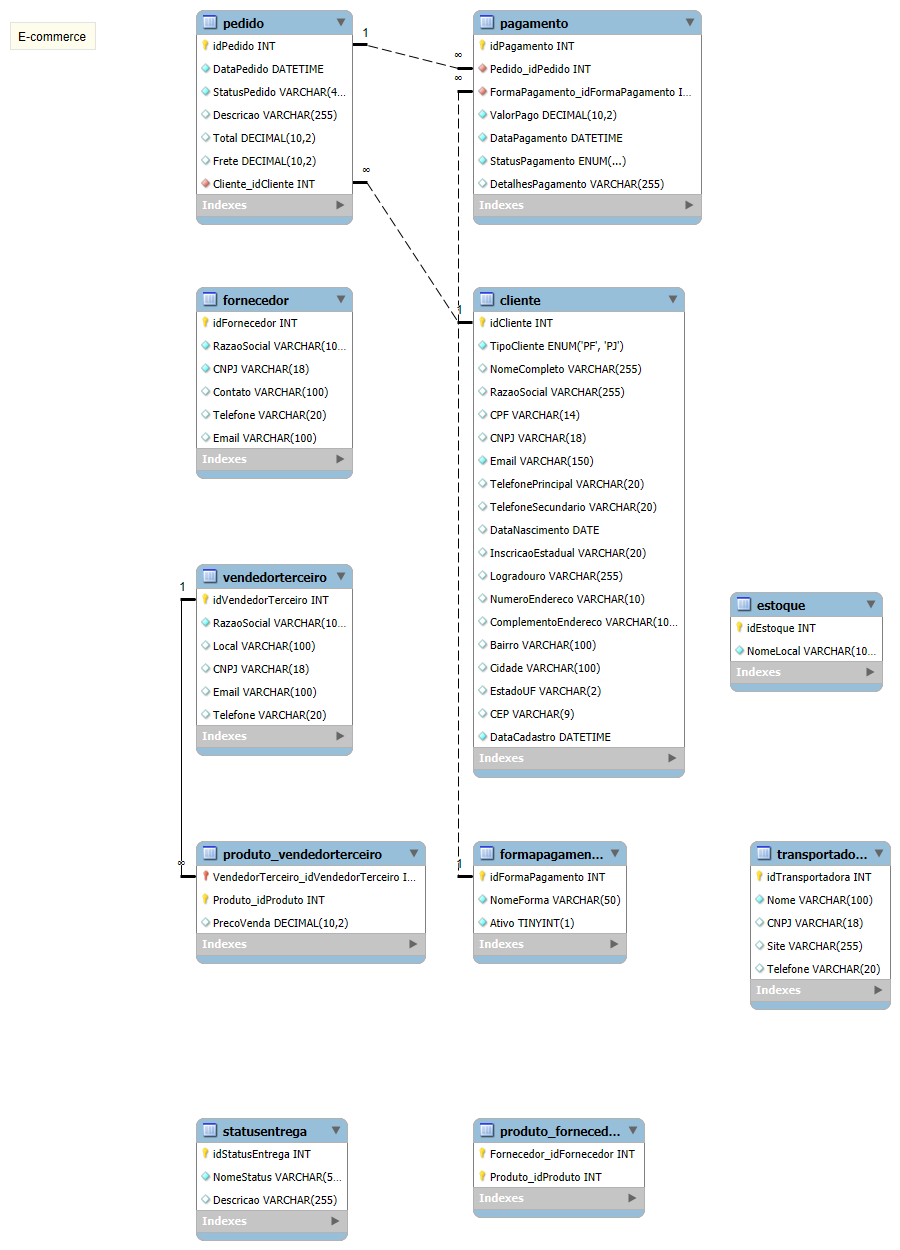 E-commerce
pedido
idPedido INT
DataPedido DATETIME
StatusPedido VARCHAR(4...
Descricao VARCHAR(255)
Total DECIMAL(10,2)
Frete DECIMAL(10,2)
Cliente_idCliente INT
Indexes
1
∞
∞
∞
pagamento
idPagamento INT
Pedido_idPedido INT
FormaPagamento_idFormaPagamento I...
ValorPago DECIMAL(10,2)
DataPagamento DATETIME
StatusPagamento ENUM(...)
DetalhesPagamento VARCHAR(255)
Indexes
fornecedor
idFornecedor INT
RazaoSocial VARCHAR(10...
CNPJ VARCHAR(18)
Contato VARCHAR(100)
Telefone VARCHAR(20)
Email VARCHAR(100)
Indexes
1
cliente
idCliente INT
TipoCliente ENUM('PF', 'PJ')
NomeCompleto VARCHAR(255)
RazaoSocial VARCHAR(255)
CPF VARCHAR(14)
CNPJ VARCHAR(18)
Email VARCHAR(150)
TelefonePrincipal VARCHAR(20)
TelefoneSecundario VARCHAR(20)
DataNascimento DATE
InscricaoEstadual VARCHAR(20)
Logradouro VARCHAR(255)
NumeroEndereco VARCHAR(10)
ComplementoEndereco VARCHAR(10...
Bairro VARCHAR(100)
Cidade VARCHAR(100)
EstadoUF VARCHAR(2)
CEP VARCHAR(9)
DataCadastro DATETIME
Indexes
1
vendedorterceiro
idVendedorTerceiro INT
RazaoSocial VARCHAR(10...
Local VARCHAR(100)
CNPJ VARCHAR(18)
Email VARCHAR(100)
Telefone VARCHAR(20)
Indexes
estoque
idEstoque INT
NomeLocal VARCHAR(10...
Indexes
∞
produto_vendedorterceiro
VendedorTerceiro_idVendedorTerceiro I...
Produto_idProduto INT
PrecoVenda DECIMAL(10,2)
Indexes
1
formapagamen...
idFormaPagamento INT
NomeForma VARCHAR(50)
Ativo TINYINT(1)
Indexes
transportado...
idTransportadora INT
Nome VARCHAR(100)
CNPJ VARCHAR(18)
Site VARCHAR(255)
Telefone VARCHAR(20)
Indexes
statusentrega
idStatusEntrega INT
NomeStatus VARCHAR(5...
Descricao VARCHAR(255)
Indexes
produto_forneced...
Fornecedor_idFornecedor INT
Produto_idProduto INT
Indexes